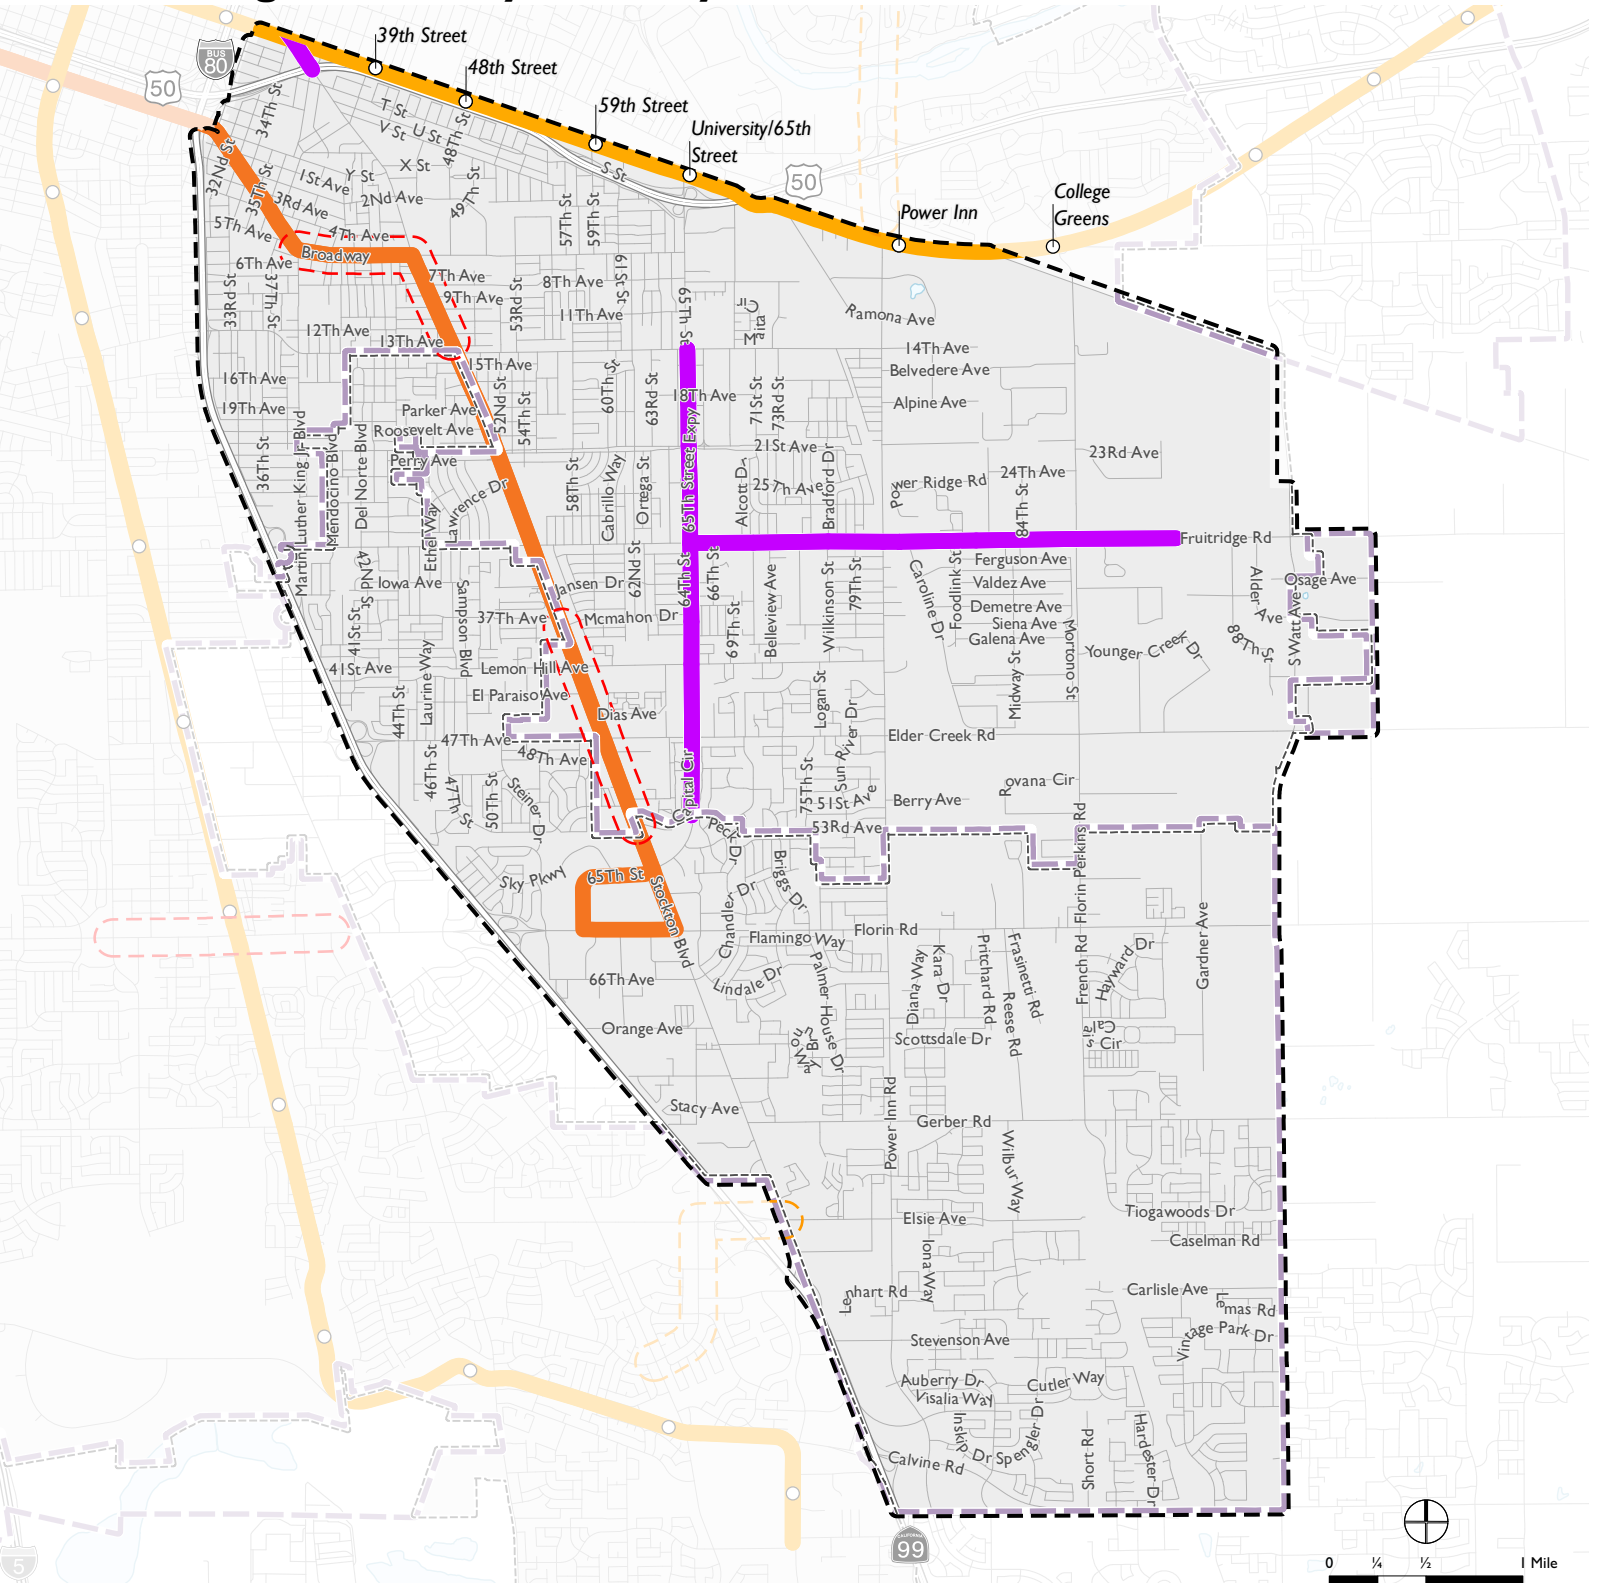 BUS
80
50
39th Street
48th Street
59th Street
University/65th
Street
50
Power Inn
College
Greens
34Th St
T St
V St
U St
48Th St
X St
Y St
S St
32Nd St
35Th St
1St Ave
3Rd Ave
2Nd Ave
49Th St
5Th Ave
4Th Ave
Broadway
57Th St
59Th St
6Th Ave
7Th Ave
37Th St
33Rd St
9Th Ave
53Rd St
8Th Ave
11Th Ave
61St St
65Th St
Mita Cir
Ramona Ave
12Th Ave
13Th Ave
15Th Ave
14Th Ave
Belvedere Ave
16Th Ave
19Th Ave
Parker Ave
52Nd St
54Th St
60Th St
63Rd St
18Th Ave
71St St
73Rd St
Alpine Ave
Roosevelt Ave
Perry Ave
36Th St
Martin Luther King Jr Blvd
Mendocino Blvd
Del Norte Blvd
Lawrence Dr
Ethel Way
58Th St
Cabrillo Way
Ortega St
65Th Street Expy
Alcott Dr
21St Ave
25Th Ave
Bradford Dr
Power Ridge Rd
24Th Ave
23Rd Ave
84Th St
Fruitridge Rd
42Nd St
Iowa Ave
Sampson Blvd
Jansen Dr
62Nd St
64Th St
66Th St
Ferguson Ave
Valdez Ave
Demetre Ave
Siena Ave
Galena Ave
Caroline Dr
Foodlink St
Alder Ave
Osage Ave
41St St
37Th Ave
Mcmahon Dr
69Th St
Belleview Ave
Wilkinson St
79Th St
Morton St
Younger Creek Dr
88Th St
S Watt Ave
41St Ave
Laurine Way
44Th St
Lemon Hill Ave
El Paraiso Ave
Dias Ave
Logan St
Sun River Dr
Midway St
47Th Ave
48Th Ave
46Th St
47Th St
50Th St
Steiner Dr
Capital Cir
75Th St
51St Ave
53Rd Ave
Elder Creek Rd
Berry Ave
Rovana Cir
Peck Dr
Briggs Dr
Florin Perkins Rd
Sky Pkwy
65Th St
Stockton Blvd
Chandler Dr
Flamingo Way
Florin Rd
66Th Ave
Lindale Dr
Palmer House Dr
Diana Way
Kara Dr
Pritchard Rd
Frasinetti Rd
Reese Rd
French Rd
Hayward Dr
Gardner Ave
Orange Ave
Scottsdale Dr
Calais Cir
Stacy Ave
Power Inn Rd
Gerber Rd
Wilbur Way
Elsie Ave
Tiogawoods Dr
Caselman Rd
Iona Way
Lenhart Rd
Carlisle Ave
Lemas Rd
Vintage Park Dr
Stevenson Ave
Auberry Dr
Visalia Way
Cutler Way
Inskip Dr
Spengler Dr
Short Rd
Hardester Dr
Calvine Rd
CALIFORNIA
99
5
0 ¼ ½ 1 Mile